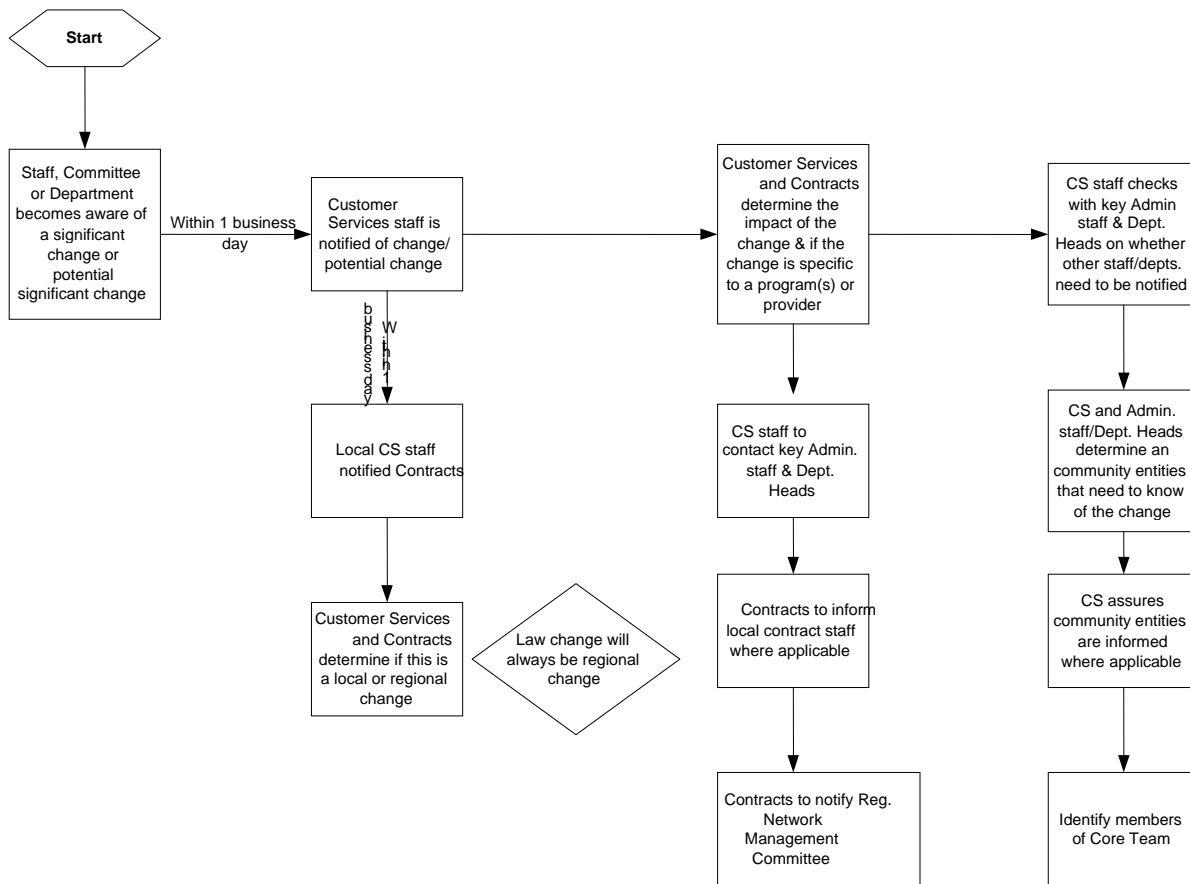 Start
Staff, Committee
or Department
becomes aware of
a significant
change or
potential
significant change
Within 1 business
day
Customer
Services staff is
notified of change/
potential change
Within 1
business day
Local CS staff
notified Contracts
Customer Services
and Contracts
determine if this is
a local or regional
change
Law change will
always be regional
change
Customer Services
and Contracts
determine the
impact of the
change & if the
change is specific
to a program(s) or
provider
CS staff to
contact key Admin.
staff & Dept.
Heads
Contracts to inform
local contract staff
where applicable
Contracts to notify Reg.
Network
Management
Committee
CS staff checks
with key Admin
staff & Dept.
Heads on whether
other staff/depts.
need to be notified
CS and Admin.
staff/Dept. Heads
determine an
community entities
that need to know
of the change
CS assures
community entities
are informed
where applicable
Identify members
of Core Team